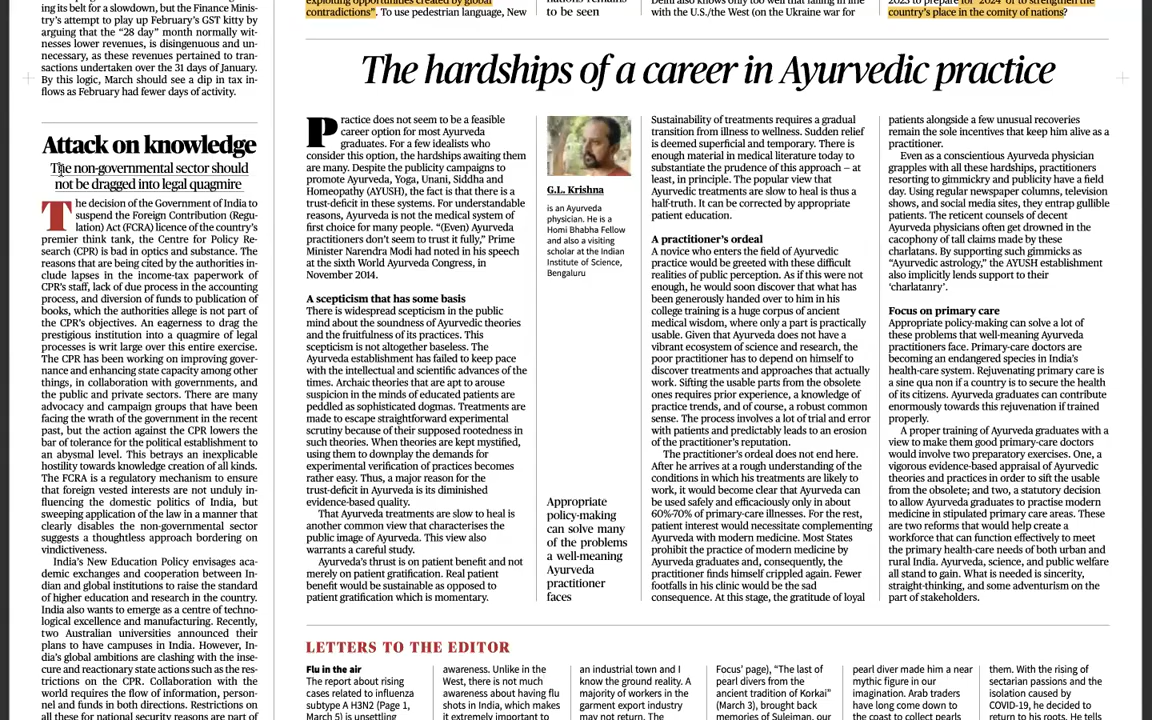 ing its belt for a slowdown, but the Finance Minis-
try’s attempt to play up February’s GST kitty by
arguing that the “28 day” month normally wit-
nesses lower revenues, is disingenuous and un-
necessary, as these revenues pertained to tran-
sactions undertaken over the 31 days of January.
By this logic, March should see a dip in tax in-
flows as February had fewer days of activity.
Attack on knowledge
The non-governmental sector should
not be dragged into legal quagmire
The decision of the Government of India to
suspend the Foreign Contribution (Regu-
lation) Act (FCRA) licence of the country’s
premier think tank, the Centre for Policy Re-
search (CPR) is bad in optics and substance. The
reasons that are being cited by the authorities in-
clude lapses in the income-tax paperwork of
CPR’s staff, lack of due process in the accounting
process, and diversion of funds to publication of
books, which the authorities allege is not part of
the CPR’s objectives. An eagerness to drag the
prestigious institution into a quagmire of legal
processes is writ large over this entire exercise.
The CPR has been working on improving gover-
nance and enhancing state capacity among other
things, in collaboration with governments, and
the public and private sectors. There are many
advocacy and campaign groups that have been
facing the wrath of the government in the recent
past, but the action against the CPR lowers the
bar of tolerance for the political establishment to
an abysmal level. This betrays an inexplicable
hostility towards knowledge creation of all kinds.
The FCRA is a regulatory mechanism to ensure
that foreign vested interests are not unduly in-
fluencing the domestic politics of India, but
sweeping application of the law in a manner that
clearly disables the non-governmental sector
suggests a thoughtless approach bordering on
vindictiveness.
India’s New Education Policy envisages aca-
demic exchanges and cooperation between In-
dian and global institutions to raise the standard
of higher education and research in the country.
India also wants to emerge as a centre of techno-
logical excellence and manufacturing. Recently,
two Australian universities announced their
plans to have campuses in India. However, In-
dia’s global ambitions are clashing with the inse-
cure and reactionary state actions such as the res-
trictions on the CPR. Collaboration with the
world requires the flow of information, person-
nel and funds in both directions. Restrictions on
all these for national security reasons are part of
exploiting opportunities created by global
contradictions”. To use pedestrian language, New
nations remains
to be seen
Delhi also knows only too well that falling in line
with the U.S./the West (on the Ukraine war for
2023 to prepare for ‘2024’ or to strengthen the
country’s place in the comity of nations?
The hardships of a career in Ayurvedic practice
Practice does not seem to be a feasible
career option for most Ayurveda
graduates. For a few idealists who
consider this option, the hardships awaiting them
are many. Despite the publicity campaigns to
promote Ayurveda, Yoga, Unani, Siddha and
Homeopathy (AYUSH), the fact is that there is a
trust-deficit in these systems. For understandable
reasons, Ayurveda is not the medical system of
first choice for many people. “(Even) Ayurveda
practitioners don’t seem to trust it fully,” Prime
Minister Narendra Modi had noted in his speech
at the sixth World Ayurveda Congress, in
November 2014.
A scepticism that has some basis
There is widespread scepticism in the public
mind about the soundness of Ayurvedic theories
and the fruitfulness of its practices. This
scepticism is not altogether baseless. The
Ayurveda establishment has failed to keep pace
with the intellectual and scientific advances of the
times. Archaic theories that are apt to arouse
suspicion in the minds of educated patients are
peddled as sophisticated dogmas. Treatments are
made to escape straightforward experimental
scrutiny because of their supposed rootedness in
such theories. When theories are kept mystified,
using them to downplay the demands for
experimental verification of practices becomes
rather easy. Thus, a major reason for the
trust-deficit in Ayurveda is its diminished
evidence-based quality.
That Ayurveda treatments are slow to heal is
another common view that characterises the
public image of Ayurveda. This view also
warrants a careful study.
Ayurveda’s thrust is on patient benefit and not
merely on patient gratification. Real patient
benefit would be sustainable as opposed to
patient gratification which is momentary.
G.L. Krishna
is an Ayurveda
physician. He is a
Homi Bhabha Fellow
and also a visiting
scholar at the Indian
Institute of Science,
Bengaluru
Appropriate
policy-making
can solve many
of the problems
a well-meaning
Ayurveda
practitioner
faces
Sustainability of treatments requires a gradual
transition from illness to wellness. Sudden relief
is deemed superficial and temporary. There is
enough material in medical literature today to
substantiate the prudence of this approach — at
least, in principle. The popular view that
Ayurvedic treatments are slow to heal is thus a
half-truth. It can be corrected by appropriate
patient education.
A practitioner’s ordeal
A novice who enters the field of Ayurvedic
practice would be greeted with these difficult
realities of public perception. As if this were not
enough, he would soon discover that what has
been generously handed over to him in his
college training is a huge corpus of ancient
medical wisdom, where only a part is practically
usable. Given that Ayurveda does not have a
vibrant ecosystem of science and research, the
poor practitioner has to depend on himself to
discover treatments and approaches that actually
work. Sifting the usable parts from the obsolete
ones requires prior experience, a knowledge of
practice trends, and of course, a robust common
sense. The process involves a lot of trial and error
with patients and predictably leads to an erosion
of the practitioner’s reputation.
The practitioner’s ordeal does not end here.
After he arrives at a rough understanding of the
conditions in which his treatments are likely to
work, it would become clear that Ayurveda can
be used safely and efficaciously only in about
60%-70% of primary-care illnesses. For the rest,
patient interest would necessitate complementing
Ayurveda with modern medicine. Most States
prohibit the practice of modern medicine by
Ayurveda graduates and, consequently, the
practitioner finds himself crippled again. Fewer
footfalls in his clinic would be the sad
consequence. At this stage, the gratitude of loyal
patients alongside a few unusual recoveries
remain the sole incentives that keep him alive as a
practitioner.
Even as a conscientious Ayurveda physician
grapples with all these hardships, practitioners
resorting to gimmickry and publicity have a field
day. Using regular newspaper columns, television
shows, and social media sites, they entrap gullible
patients. The reticent counsels of decent
Ayurveda physicians often get drowned in the
cacophony of tall claims made by these
charlatans. By supporting such gimmicks as
“Ayurvedic astrology,” the AYUSH establishment
also implicitly lends support to their
‘charlatanry’.
Focus on primary care
Appropriate policy-making can solve a lot of
these problems that well-meaning Ayurveda
practitioners face. Primary-care doctors are
becoming an endangered species in India’s
health-care system. Rejuvenating primary care is
a sine qua non if a country is to secure the health
of its citizens. Ayurveda graduates can contribute
enormously towards this rejuvenation if trained
properly.
A proper training of Ayurveda graduates with a
view to make them good primary-care doctors
would involve two preparatory exercises. One, a
vigorous evidence-based appraisal of Ayurvedic
theories and practices in order to sift the usable
from the obsolete; and two, a statutory decision
to allow Ayurveda graduates to practise modern
medicine in stipulated primary care areas. These
are two reforms that would help create a
workforce that can function effectively to meet
the primary health-care needs of both urban and
rural India. Ayurveda, science, and public welfare
all stand to gain. What is needed is sincerity,
straight-thinking, and some adventurism on the
part of stakeholders.
LETTERS TO THE EDITOR
Flu in the air
The report about rising
cases related to influenza
subtype A H3N2 (Page 1,
March 5) is unsettling
awareness. Unlike in the
West, there is not much
awareness about having flu
shots in India, which makes
it extremely important to
an industrial town and I
know the ground reality. A
majority of workers in the
garment export industry
may not return. The
Focus’ page), “The last of
pearl divers from the
ancient tradition of Korkai”
(March 3), brought back
memories of Suleiman, our
pearl diver made him a near
mythic figure in our
imagination. Arab traders
have long come down to
the coast to collect pearls
them. With the rising of
sectarian passions and the
isolation caused by
COVID-19, he decided to
return to his roots. He tells